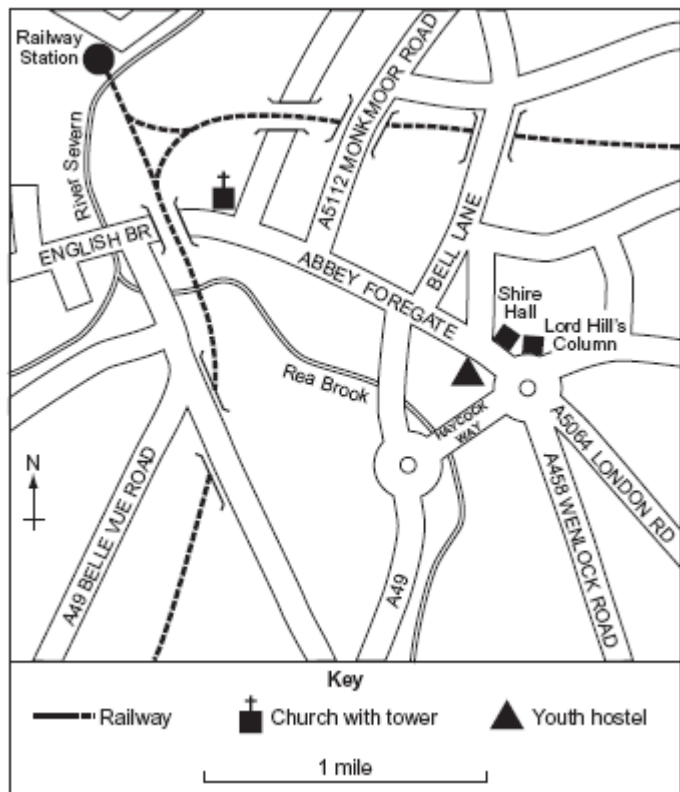 Railway
Station
River Severn
A5112 MONKMOOR ROAD
ENGLISH BR
ABBEY FOREGATE
BELL LANE
Shire
Hall
Lord Hill's
Column
Rea Brook
HAYCOCK
WAY
N
A49 BELLE VUE ROAD
A49
A458 WENLOCK ROAD
A5064 LONDON RD
Key
Railway
Church with tower
Youth hostel
1 mile